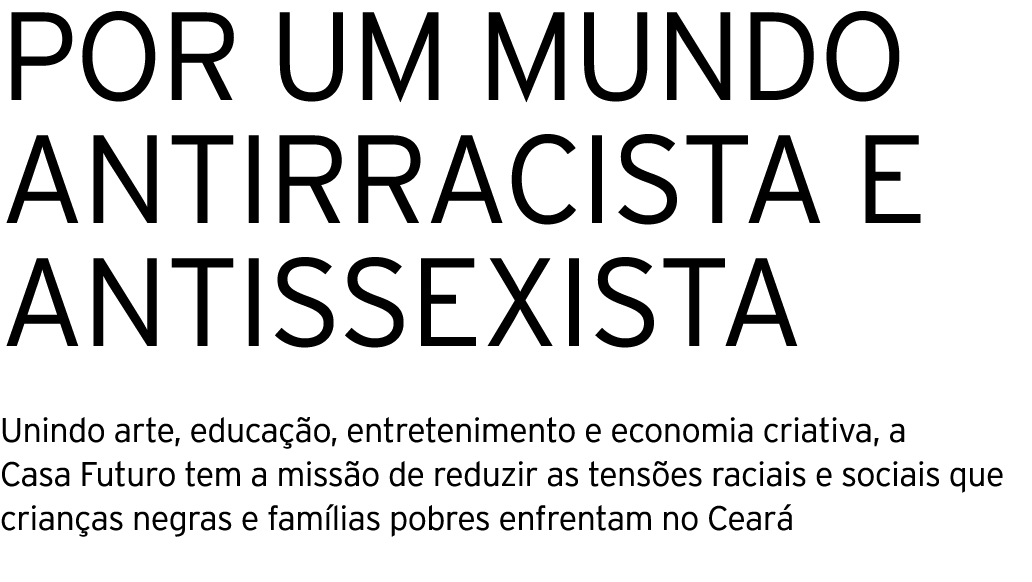 POR UM MUNDO
ANTIRRACISTA E
ANTISSEXISTA
Unindo arte, educação, entretenimento e economia criativa, a
Casa Futuro tem a missão de reduzir as tensões raciais e sociais que
crianças negras e famílias pobres enfrentam no Ceará